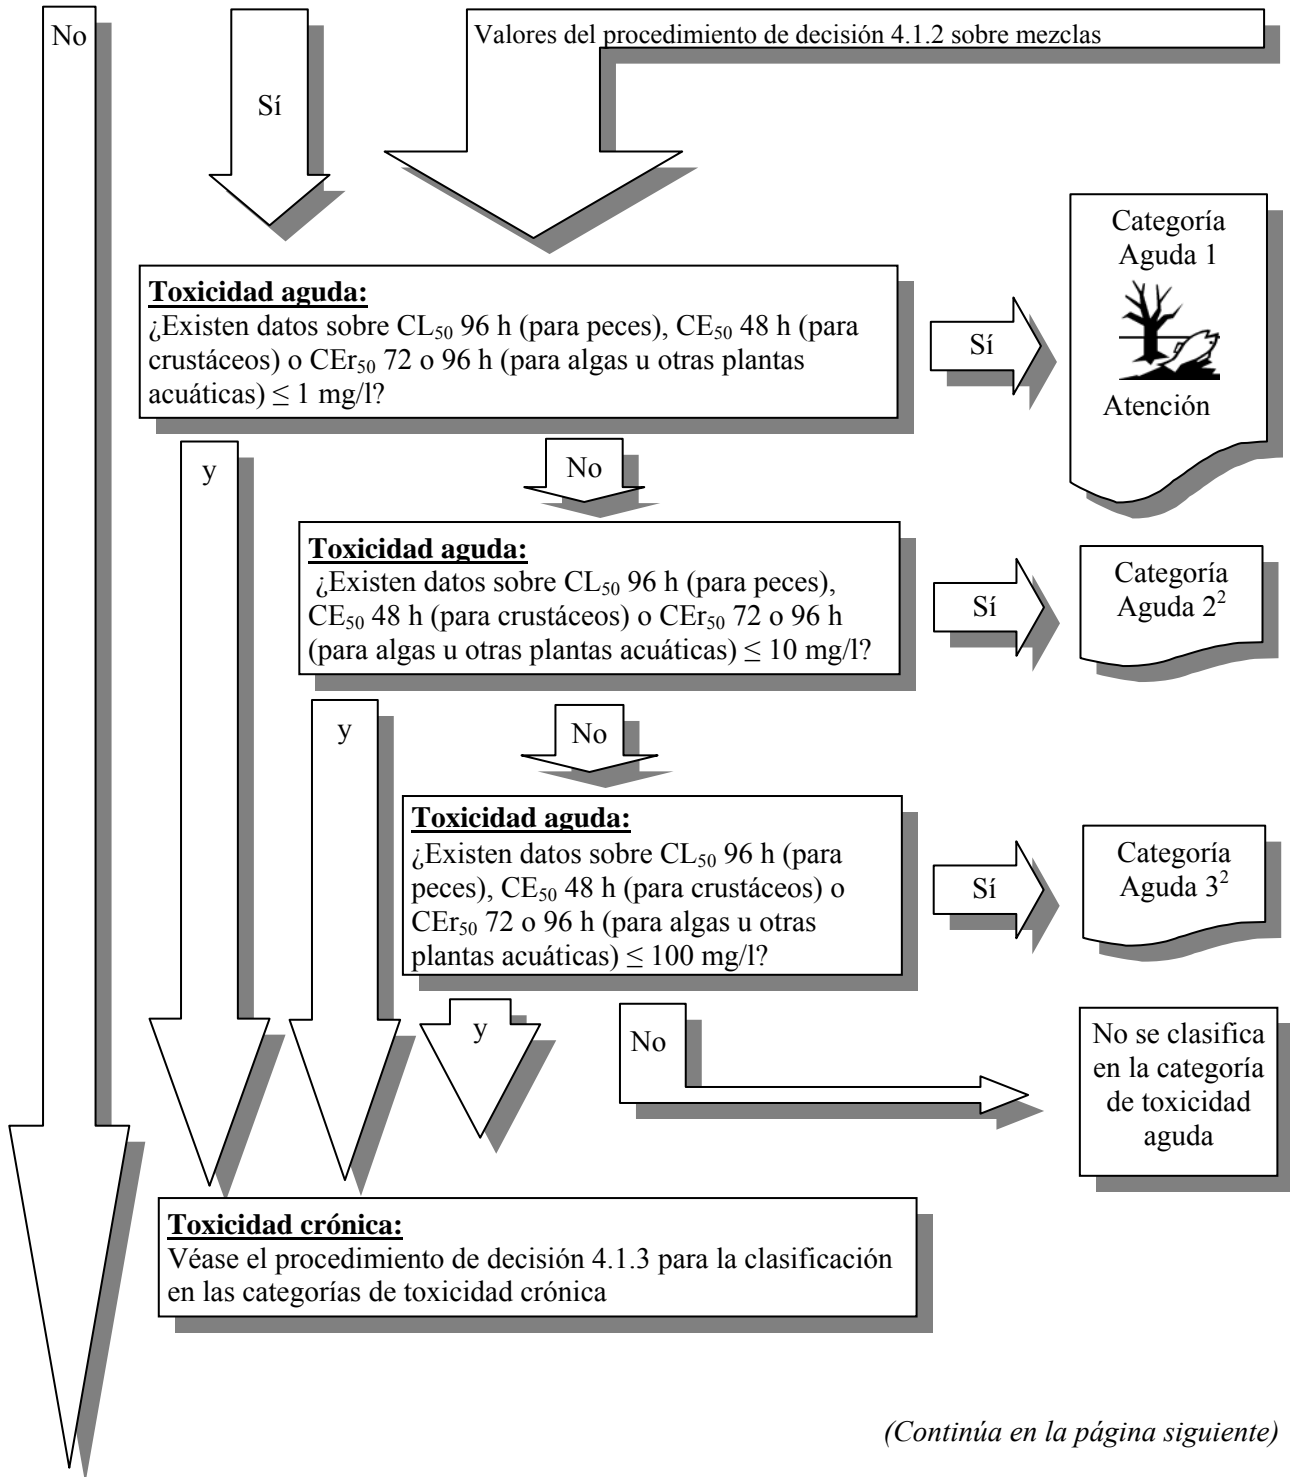 No
Sí
Valores del procedimiento de decisión 4.1.2 sobre mezclas
Toxicidad aguda:
¿Existen datos sobre CL50 96 h (para peces), CE50 48 h (para
crustáceos) o CEr50 72 o 96 h (para algas u otras plantas
acuáticas) ≤ 1 mg/l?
Sí
Categoría
Aguda 1
Atención
y
No
Toxicidad aguda:
¿Existen datos sobre CL50 96 h (para peces),
CE50 48 h (para crustáceos) o CEr50 72 o 96 h
(para algas u otras plantas acuáticas) ≤ 10 mg/l?
Sí
Categoría
Aguda 2²
y
No
Toxicidad aguda:
¿Existen datos sobre CL50 96 h (para
peces), CE50 48 h (para crustáceos) o
CEr50 72 o 96 h (para algas u otras
plantas acuáticas) ≤ 100 mg/l?
Sí
Categoría
Aguda 3²
y
No
No se clasifica
en la categoría
de toxicidad
aguda
Toxicidad crónica:
Véase el procedimiento de decisión 4.1.3 para la clasificación
en las categorías de toxicidad crónica
(Continúa en la página siguiente)